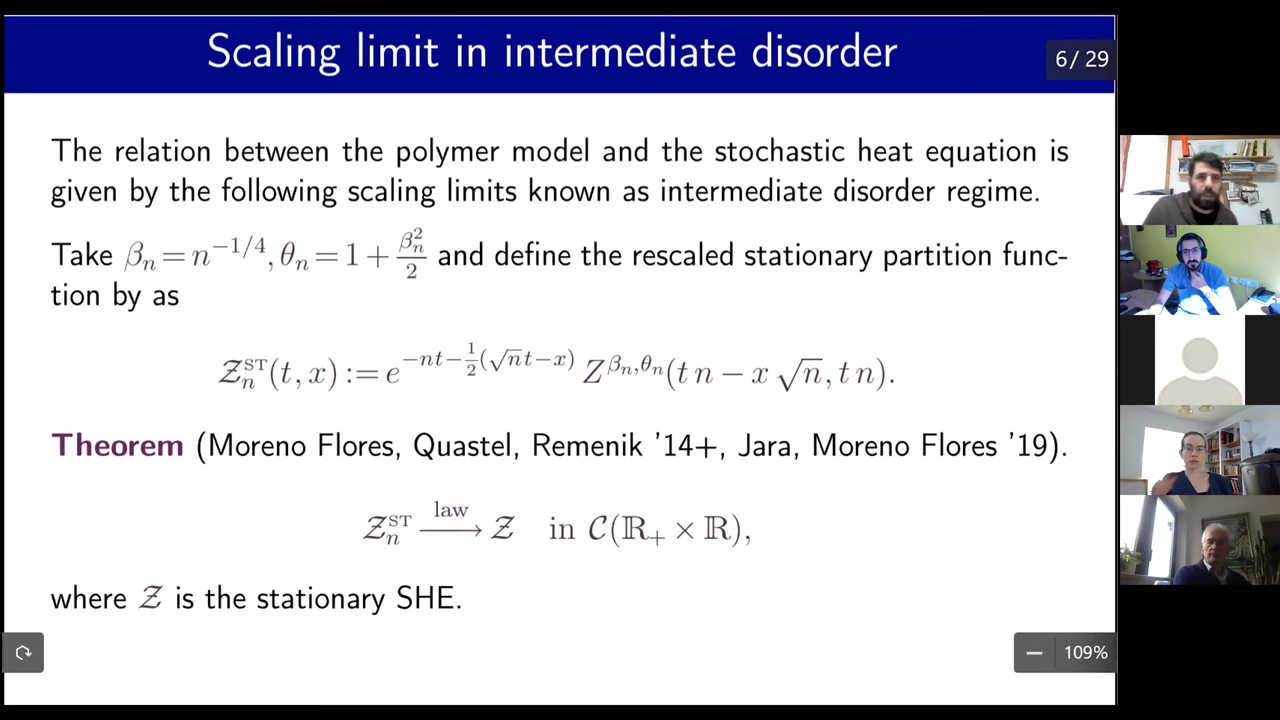 Scaling limit in intermediate disorder
6 / 29
The relation between the polymer model and the stochastic heat equation is
given by the following scaling limits known as intermediate disorder regime.
Take βₙ = n^{-1/4}, θₙ = 1 + βₙ²/2 and define the rescaled stationary partition func-
tion by as
𝒵ₙ^{ST}(t, x) := e^{-nt-½(√n t-x)} Z^{βₙ,θₙ}(t n − x √n, t n).
Theorem (Moreno Flores, Quastel, Remenik '14+, Jara, Moreno Flores '19).
𝒵ₙ^{ST} —law→ 𝒵 in 𝒞(ℝ₊ × ℝ),
where 𝒵 is the stationary SHE.
— 109%